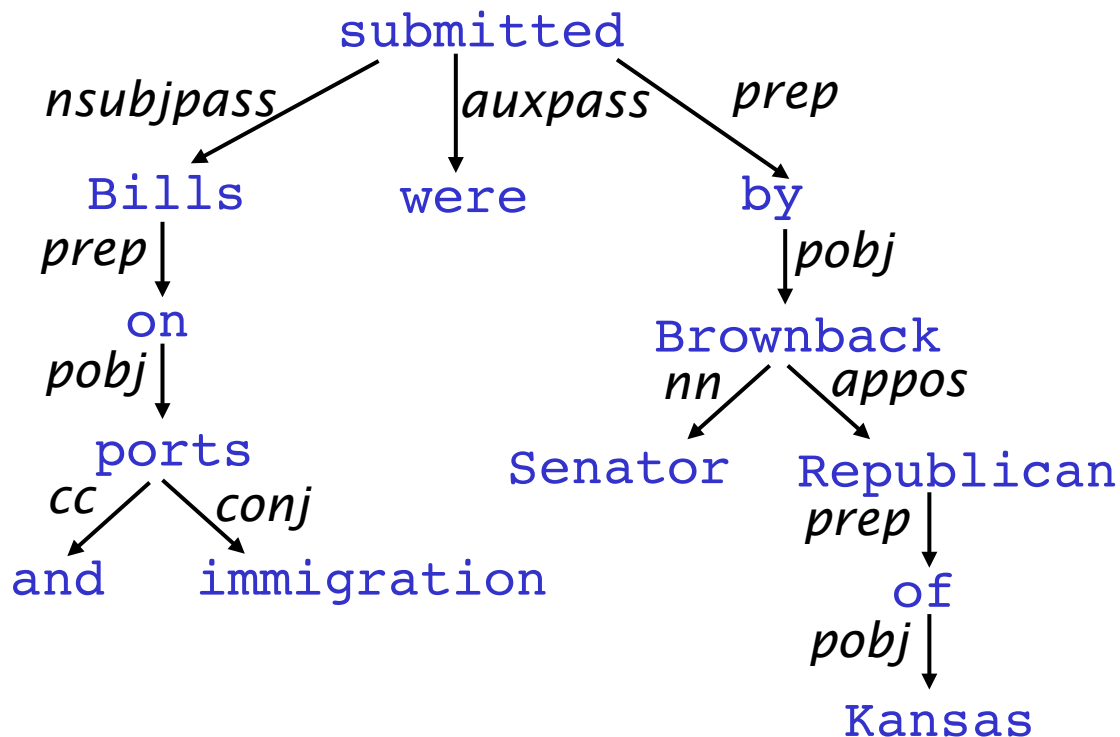 submitted
nsubjpass auxpass prep
Bills were by
prep pobj
on Brownback
pobj nn appos
ports Senator Republican
cc conj prep
and immigration of
pobj
Kansas